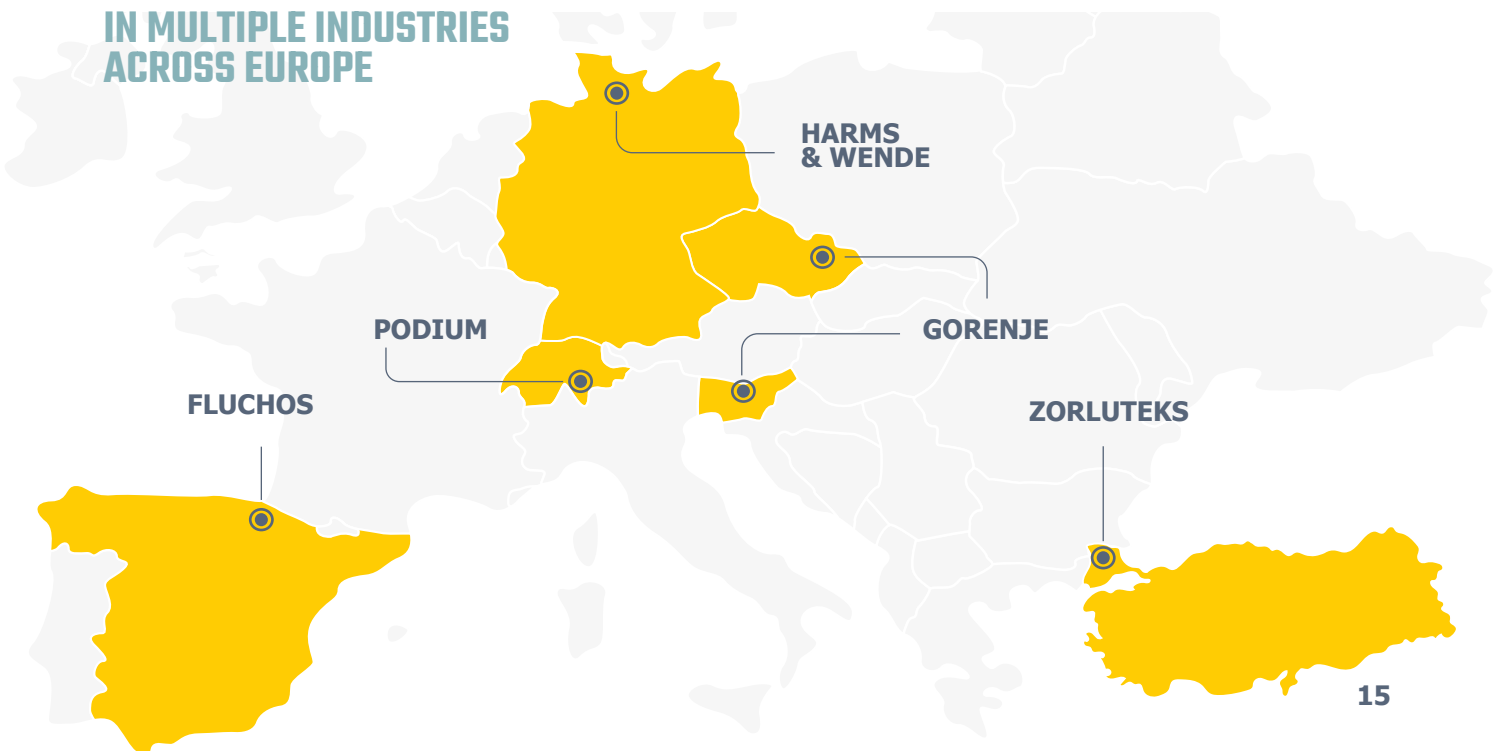 IN MULTIPLE INDUSTRIES
ACROSS EUROPE
HARMS
& WENDE
PODIUM
GORENJE
FLUCHOS
ZORLUTEKS
15